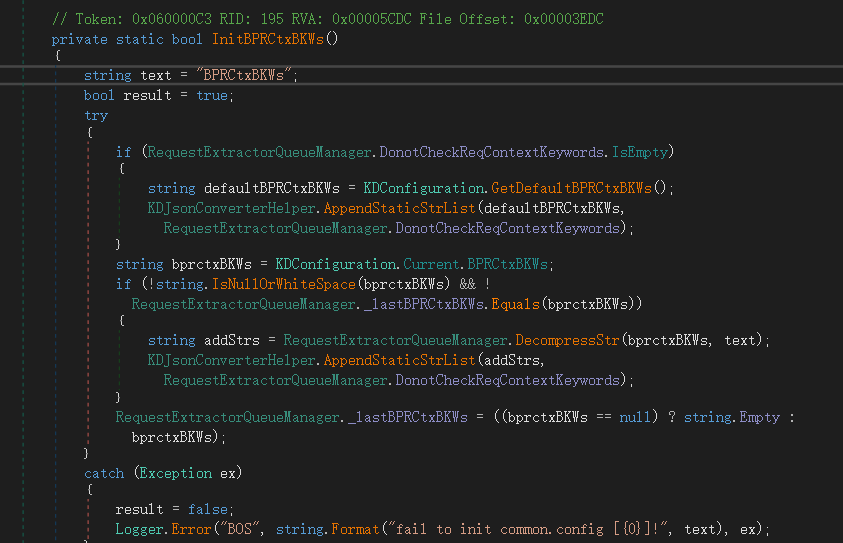 // Token: 0x060000C3 RID: 195 RVA: 0x00005CDC File Offset: 0x00003EDC
private static bool InitBPRCtxBKWs()
{
string text = "BPRCtxBKWs";
bool result = true;
try
{
if (RequestExtractorQueueManager.DonotCheckReqContextKeywords.IsEmpty)
{
string defaultBPRCtxBKWs = KDConfiguration.GetDefaultBPRCtxBKWs();
KDJsonConverterHelper.AppendStaticStrList(defaultBPRCtxBKWs,
RequestExtractorQueueManager.DonotCheckReqContextKeywords);
}
string bprctxBKWs = KDConfiguration.Current.BPRCtxBKWs;
if (!string.IsNullOrWhiteSpace(bprctxBKWs) && !
RequestExtractorQueueManager._lastBPRCtxBKWs.Equals(bprctxBKWs))
{
string addStrs = RequestExtractorQueueManager.DecompressStr(bprctxBKWs, text);
KDJsonConverterHelper.AppendStaticStrList(addStrs,
RequestExtractorQueueManager.DonotCheckReqContextKeywords);
}
RequestExtractorQueueManager._lastBPRCtxBKWs = ((bprctxBKWs == null) ? string.Empty :
bprctxBKWs);
}
catch (Exception ex)
{
result = false;
Logger.Error("BOS", string.Format("fail to init common.config [{0}]!", text), ex);
}